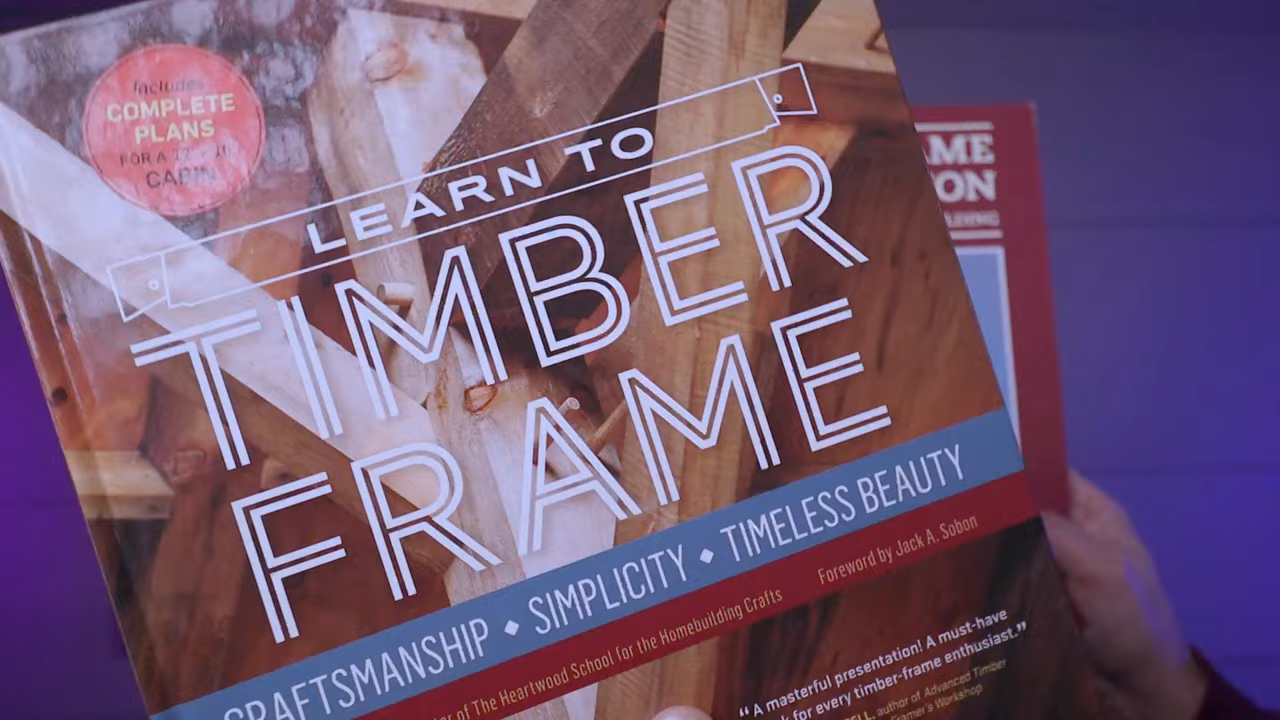 Includes
COMPLETE
PLANS
FOR A
CABIN
LEARN TO
TIMBER
FRAME
CRAFTSMANSHIP ◆ SIMPLICITY ◆ TIMELESS BEAUTY
of The Heartwood School for the Homebuilding Crafts
Foreword by Jack A. Sobon
“A masterful presentation! A must-have
for every timber-frame enthusiast.”
author of Advanced Timber
Framer's Workshop
AME
ON